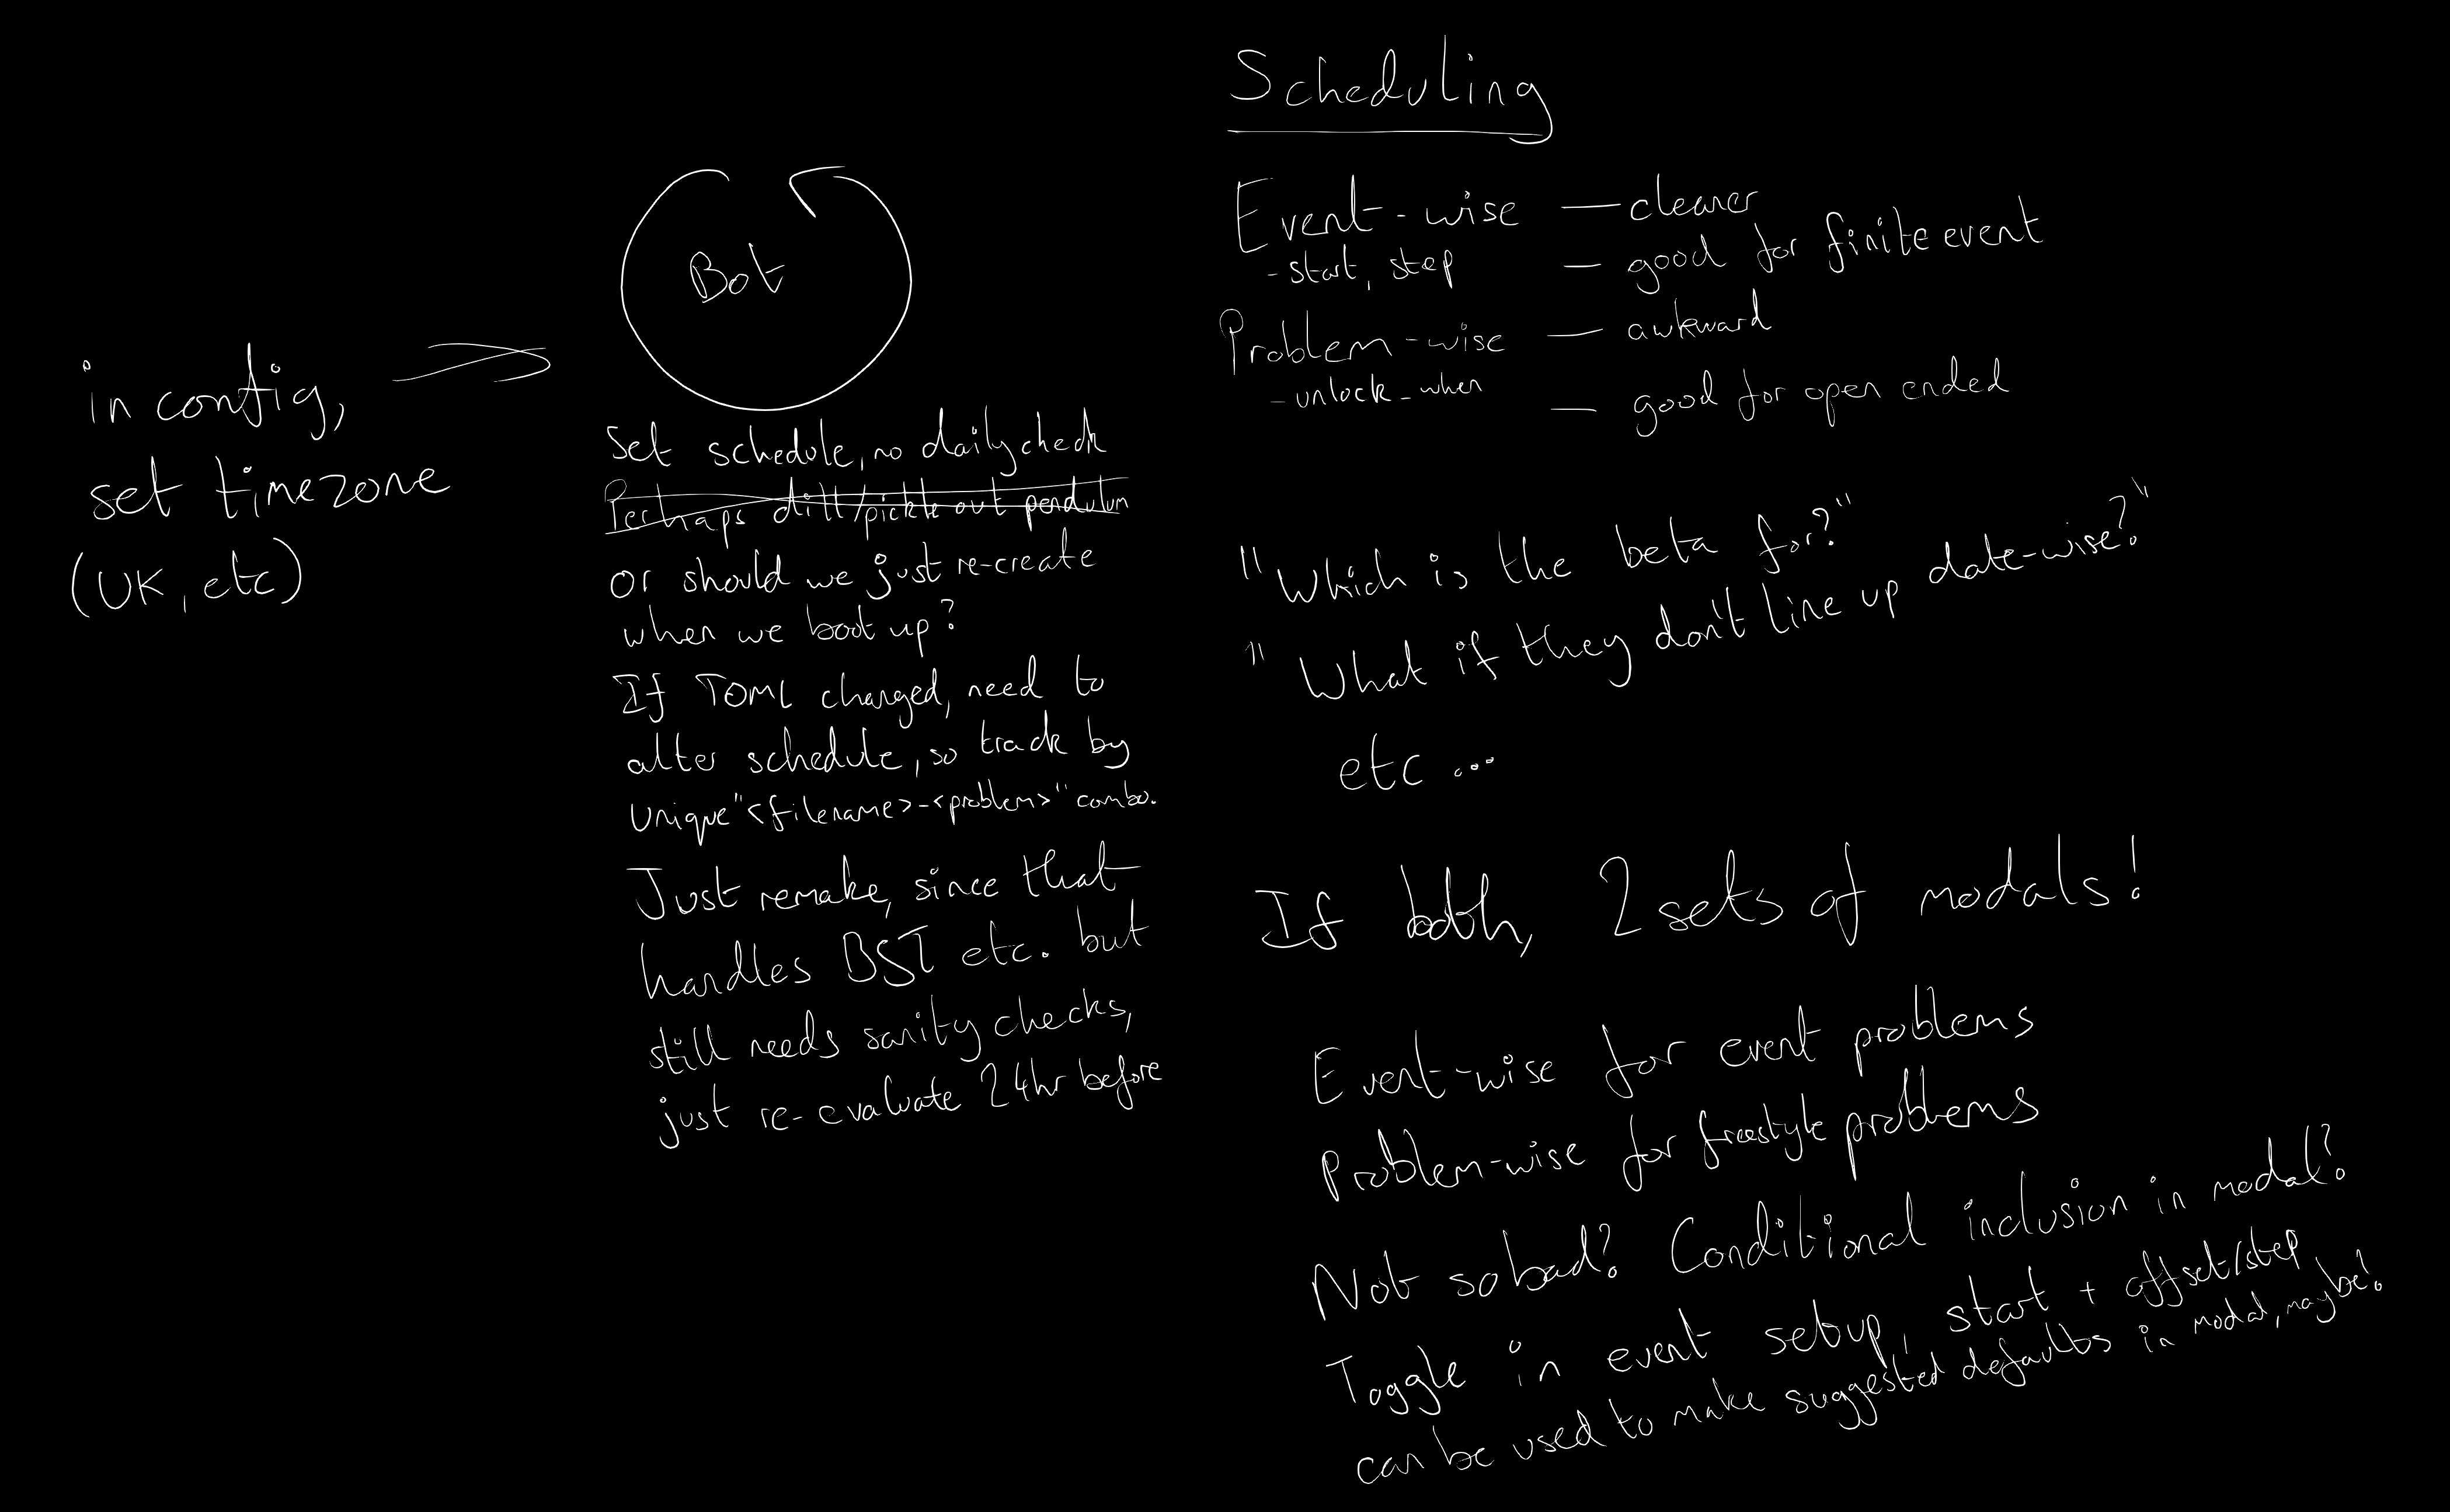 in config,
set timezone
(UK, etc)
Bot
Set schedule, no daily check
Perhaps dill/pickle out pendulum
or should we just re-create
when we boot up?
If TOML changed, need to
alter schedule, so track by
unique "<filename>-<problem>" combo.
Just remake, since that
handles DST etc. but
still needs sanity checks,
just re-evaluate 24hr before
Scheduling
Event-wise — cleaner
- start, step — good for finite event
Problem-wise — awkward
- unlock_when — good for open ended
"Which is the beta for?"
"What if they don't line up date-wise?"
etc ...
If both, 2 sets of modals!
Event-wise for event problems
Problem-wise for freestyle problems
Not so bad? Conditional inclusion in modal?
Toggle in event setup, start + offset/step
can be used to make suggested defaults in modal, maybe?